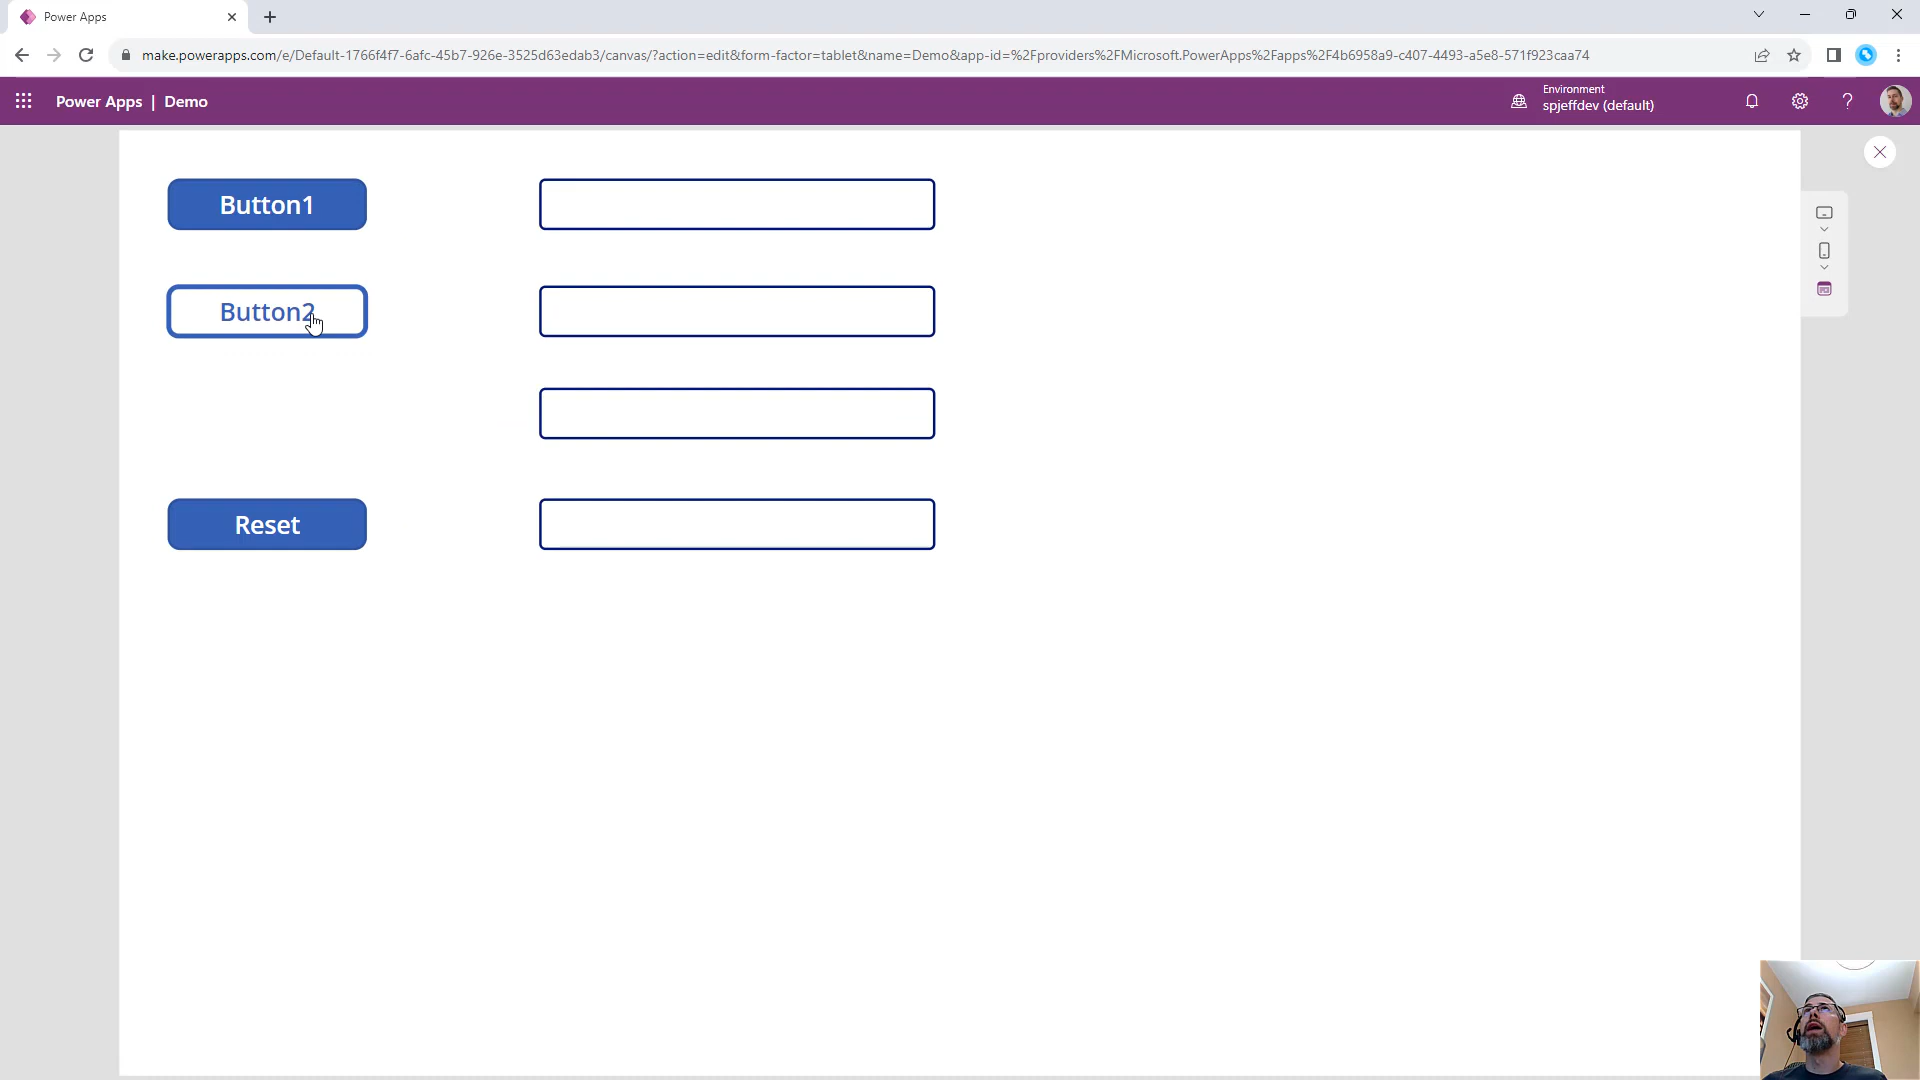 Power Apps
make.powerapps.com/e/Default-1766f4f7-6afc-45b7-926e-3525d63edab3/canvas/?action=edit&form-factor=tablet&name=Demo&app-id=%2Fproviders%2FMicrosoft.PowerApps%2Fapps%2F4b6958a9-c407-4493-a5e8-571f923caa74
Power Apps | Demo
Environment
spjeffdev (default)
Button1
Button2
Reset